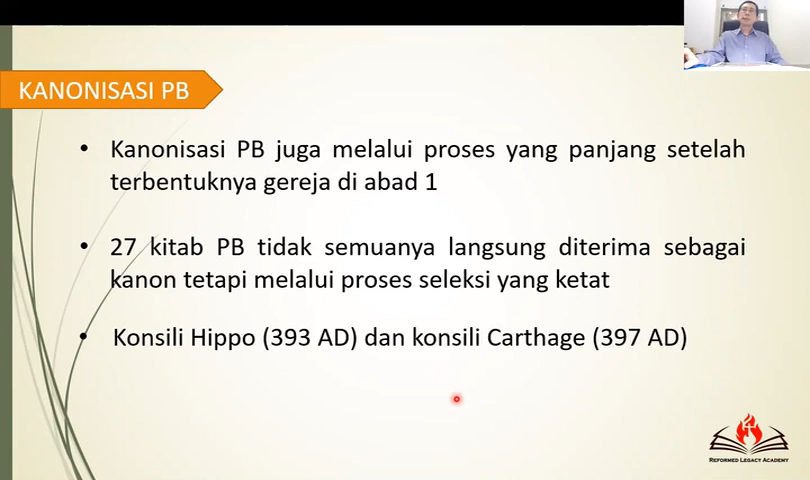 KANONISASI PB
• Kanonisasi PB juga melalui proses yang panjang setelah
terbentuknya gereja di abad 1
• 27 kitab PB tidak semuanya langsung diterima sebagai
kanon tetapi melalui proses seleksi yang ketat
• Konsili Hippo (393 AD) dan konsili Carthage (397 AD)
REFORMED LEGACY ACADEMY